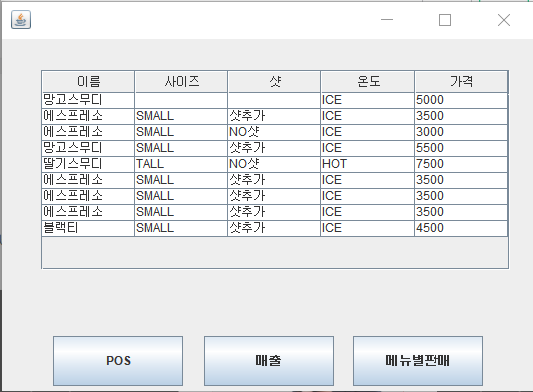 이름 사이즈 샷 온도 가격
망고스무디 ICE 5000
에스프레소 SMALL 샷추가 ICE 3500
에스프레소 SMALL NO샷 ICE 3000
망고스무디 SMALL 샷추가 ICE 5500
딸기스무디 TALL NO샷 HOT 7500
에스프레소 SMALL 샷추가 ICE 3500
에스프레소 SMALL 샷추가 ICE 3500
에스프레소 SMALL 샷추가 ICE 3500
블랙티 SMALL 샷추가 ICE 4500
POS 매출 메뉴별판매